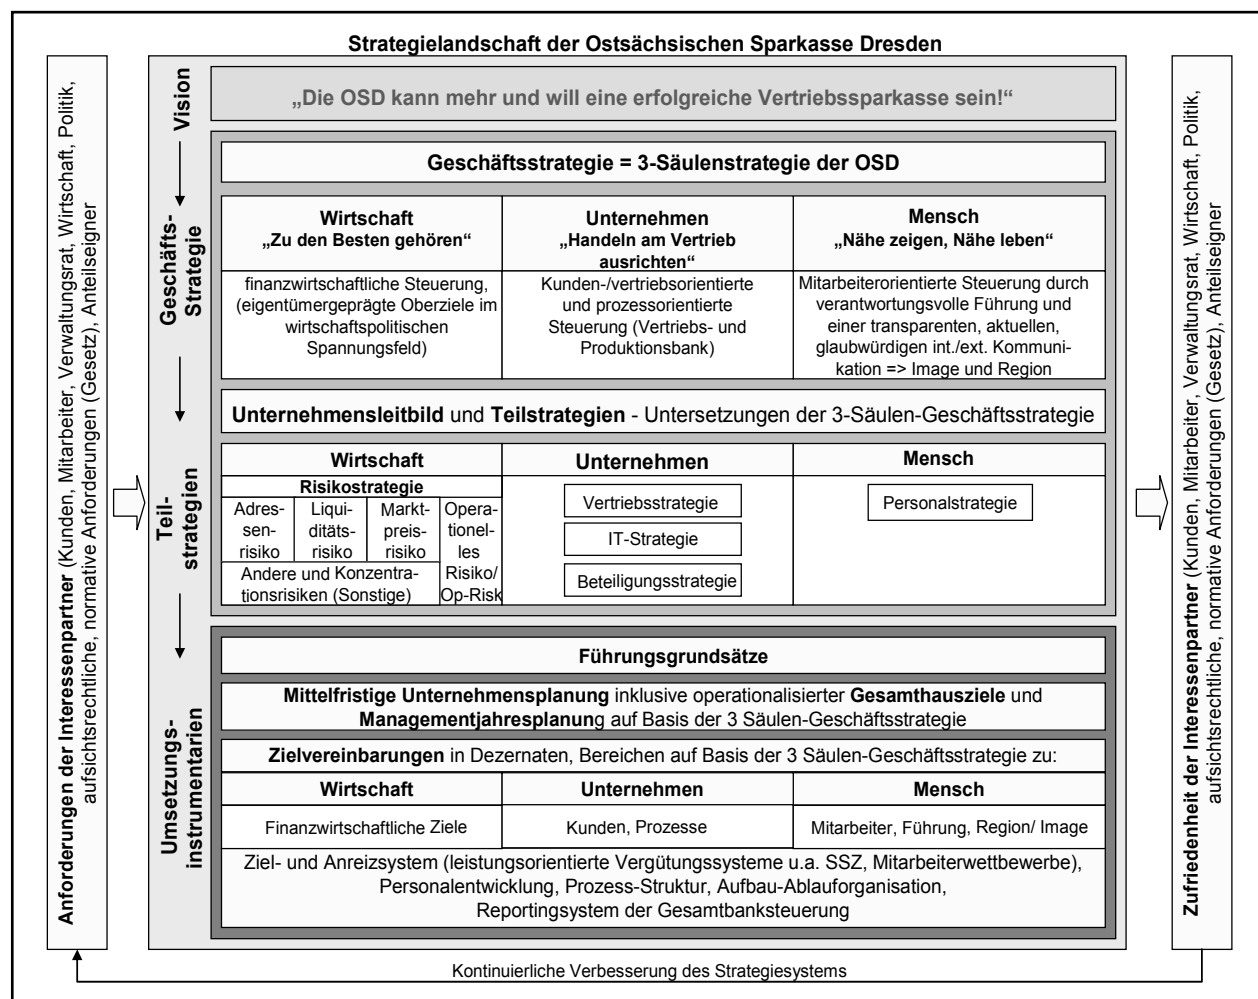 Strategielandschaft der Ostsächsischen Sparkasse Dresden
Anforderungen der Interessenpartner (Kunden, Mitarbeiter, Verwaltungsrat, Wirtschaft, Politik,
aufsichtsrechtliche, normative Anforderungen (Gesetz), Anteilseigner
Vision
„Die OSD kann mehr und will eine erfolgreiche Vertriebssparkasse sein!“
Geschäfts-
Strategie
Geschäftsstrategie = 3-Säulenstrategie der OSD
Wirtschaft
„Zu den Besten gehören“
finanzwirtschaftliche Steuerung,
(eigentümergeprägte Oberziele im
wirtschaftspolitischen
Spannungsfeld)
Unternehmen
„Handeln am Vertrieb
ausrichten“
Kunden-/vertriebsorientierte
und prozessorientierte
Steuerung (Vertriebs- und
Produktionsbank)
Mensch
„Nähe zeigen, Nähe leben“
Mitarbeiterorientierte Steuerung durch
verantwortungsvolle Führung und
einer transparenten, aktuellen,
glaubwürdigen int./ext. Kommuni-
kation => Image und Region
Unternehmensleitbild und Teilstrategien - Untersetzungen der 3-Säulen-Geschäftsstrategie
Teil-
strategien
Wirtschaft
Risikostrategie
Adres-
sen-
risiko
Liqui-
ditäts-
risiko
Markt-
preis-
risiko
Opera-
tionel-
les
Risiko/
Op-Risk
Andere und Konzentra-
tionsrisiken (Sonstige)
Unternehmen
Vertriebsstrategie
IT-Strategie
Beteiligungsstrategie
Mensch
Personalstrategie
Umsetzungs-
instrumentarien
Führungsgrundsätze
Mittelfristige Unternehmensplanung inklusive operationalisierter Gesamthausziele und
Managementjahresplanung auf Basis der 3 Säulen-Geschäftsstrategie
Zielvereinbarungen in Dezernaten, Bereichen auf Basis der 3 Säulen-Geschäftsstrategie zu:
Wirtschaft
Finanzwirtschaftliche Ziele
Unternehmen
Kunden, Prozesse
Mensch
Mitarbeiter, Führung, Region/ Image
Ziel- und Anreizsystem (leistungsorientierte Vergütungssysteme u.a. SSZ, Mitarbeiterwettbewerbe),
Personalentwicklung, Prozess-Struktur, Aufbau-Ablauforganisation,
Reportingsystem der Gesamtbanksteuerung
Zufriedenheit der Interessenpartner (Kunden, Mitarbeiter, Verwaltungsrat, Wirtschaft, Politik,
aufsichtsrechtliche, normative Anforderungen (Gesetz), Anteilseigner
Kontinuierliche Verbesserung des Strategiesystems